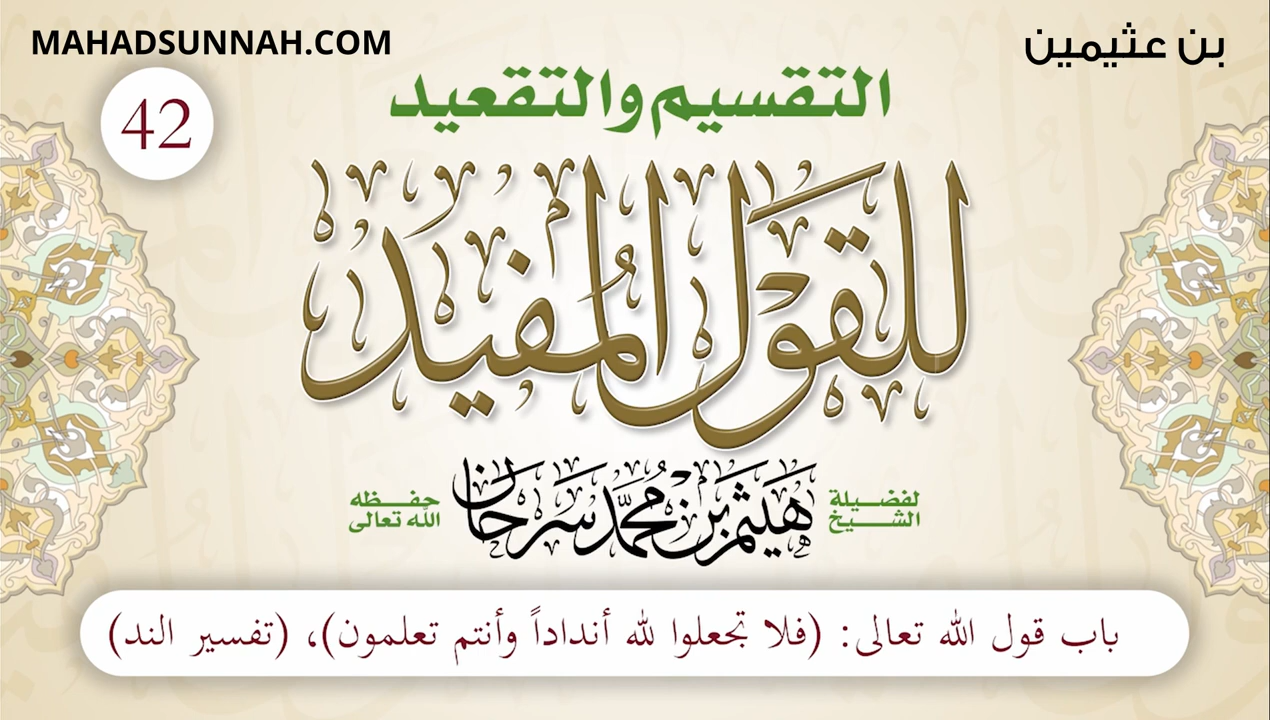 MAHADSUNNAH.COM
بن عثيمين
42
التقسيم والتقعيد
للقول المفيد
لفضيلة الشيخ
هيثم بن محمد سرحان
حفظه الله تعالى
باب قول الله تعالى: (فلا تجعلوا لله أنداداً وأنتم تعلمون)، (تفسير الند)